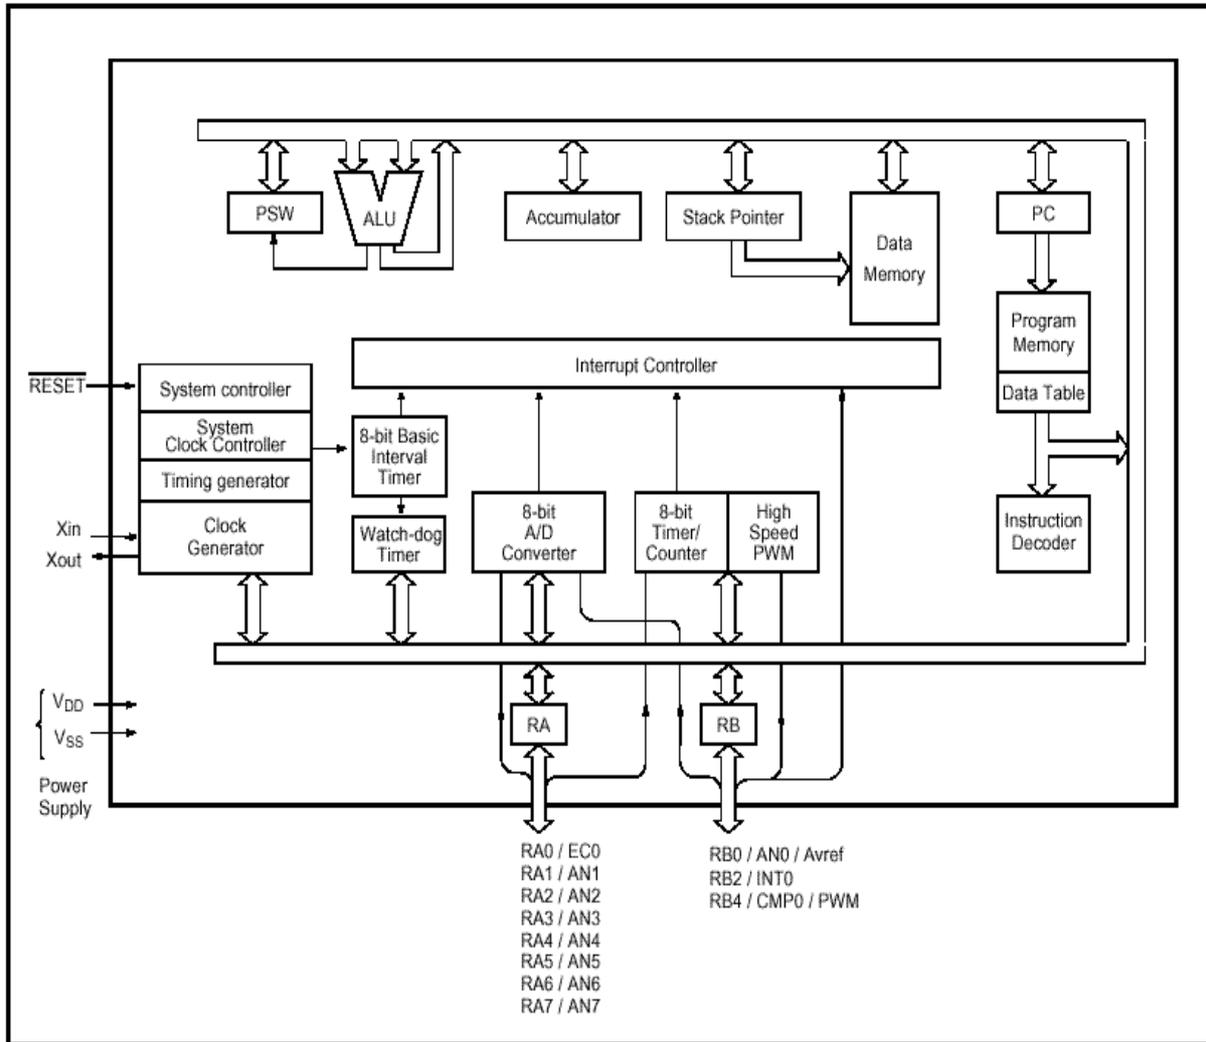 PSW
ALU
Accumulator
Stack Pointer
Data
Memory
PC
Program
Memory
Data Table
Interrupt Controller
RESET
System controller
System
Clock Controller
Timing generator
Clock
Generator
8-bit Basic
Interval
Timer
Watch-dog
Timer
8-bit
A/D
Converter
8-bit
Timer/
Counter
High
Speed
PWM
Instruction
Decoder
Xin
Xout
VDD
VSS
Power
Supply
RA
RB
RA0 / EC0
RA1 / AN1
RA2 / AN2
RA3 / AN3
RA4 / AN4
RA5 / AN5
RA6 / AN6
RA7 / AN7
RB0 / AN0 / Avref
RB2 / INT0
RB4 / CMP0 / PWM